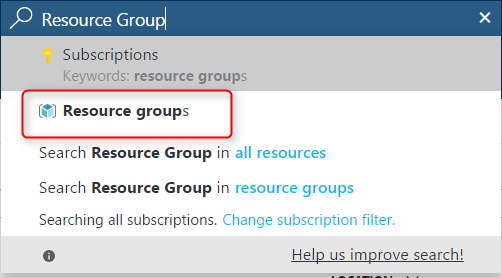 Resource Group
Subscriptions
Keywords: resource groups
Resource groups
Search Resource Group in all resources
Search Resource Group in resource groups
Searching all subscriptions. Change subscription filter.
Help us improve search!
LOCATION